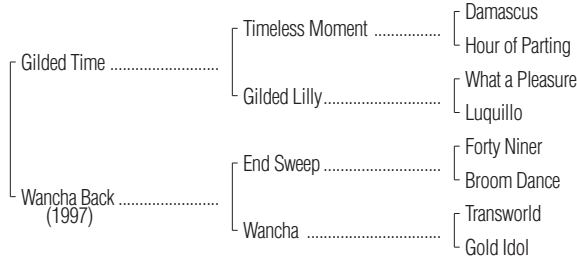 Damascus
Timeless Moment ..................
Hour of Parting
Gilded Time .............................
What a Pleasure
Gilded Lilly................................
Luquillo
Forty Niner
End Sweep................................
Broom Dance
Wancha Back ...........................
(1997)
Transworld
Wancha ....................................
Gold Idol